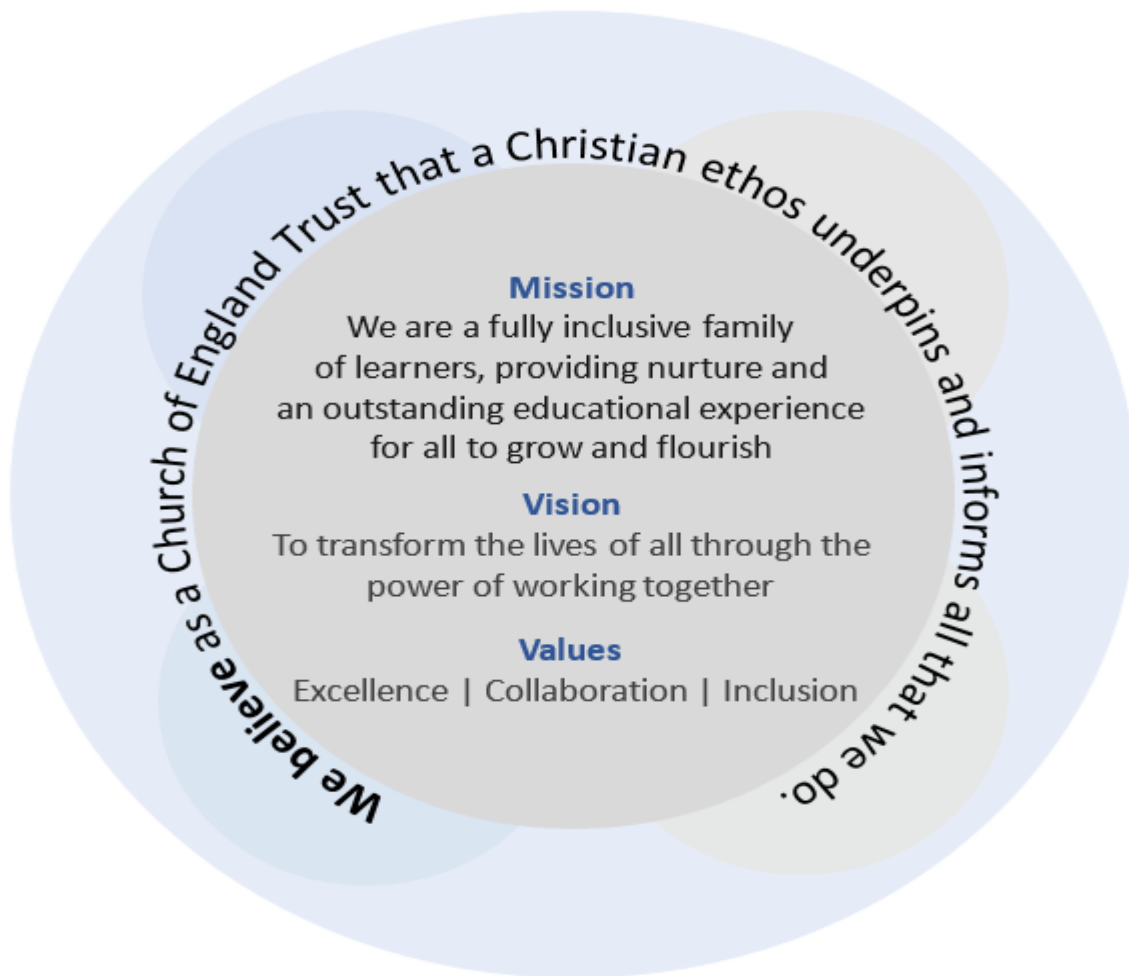 We believe as a Church of England Trust that a Christian ethos underpins and informs all that we do.
Mission
We are a fully inclusive family
of learners, providing nurture and
an outstanding educational experience
for all to grow and flourish
Vision
To transform the lives of all through the
power of working together
Values
Excellence | Collaboration | Inclusion